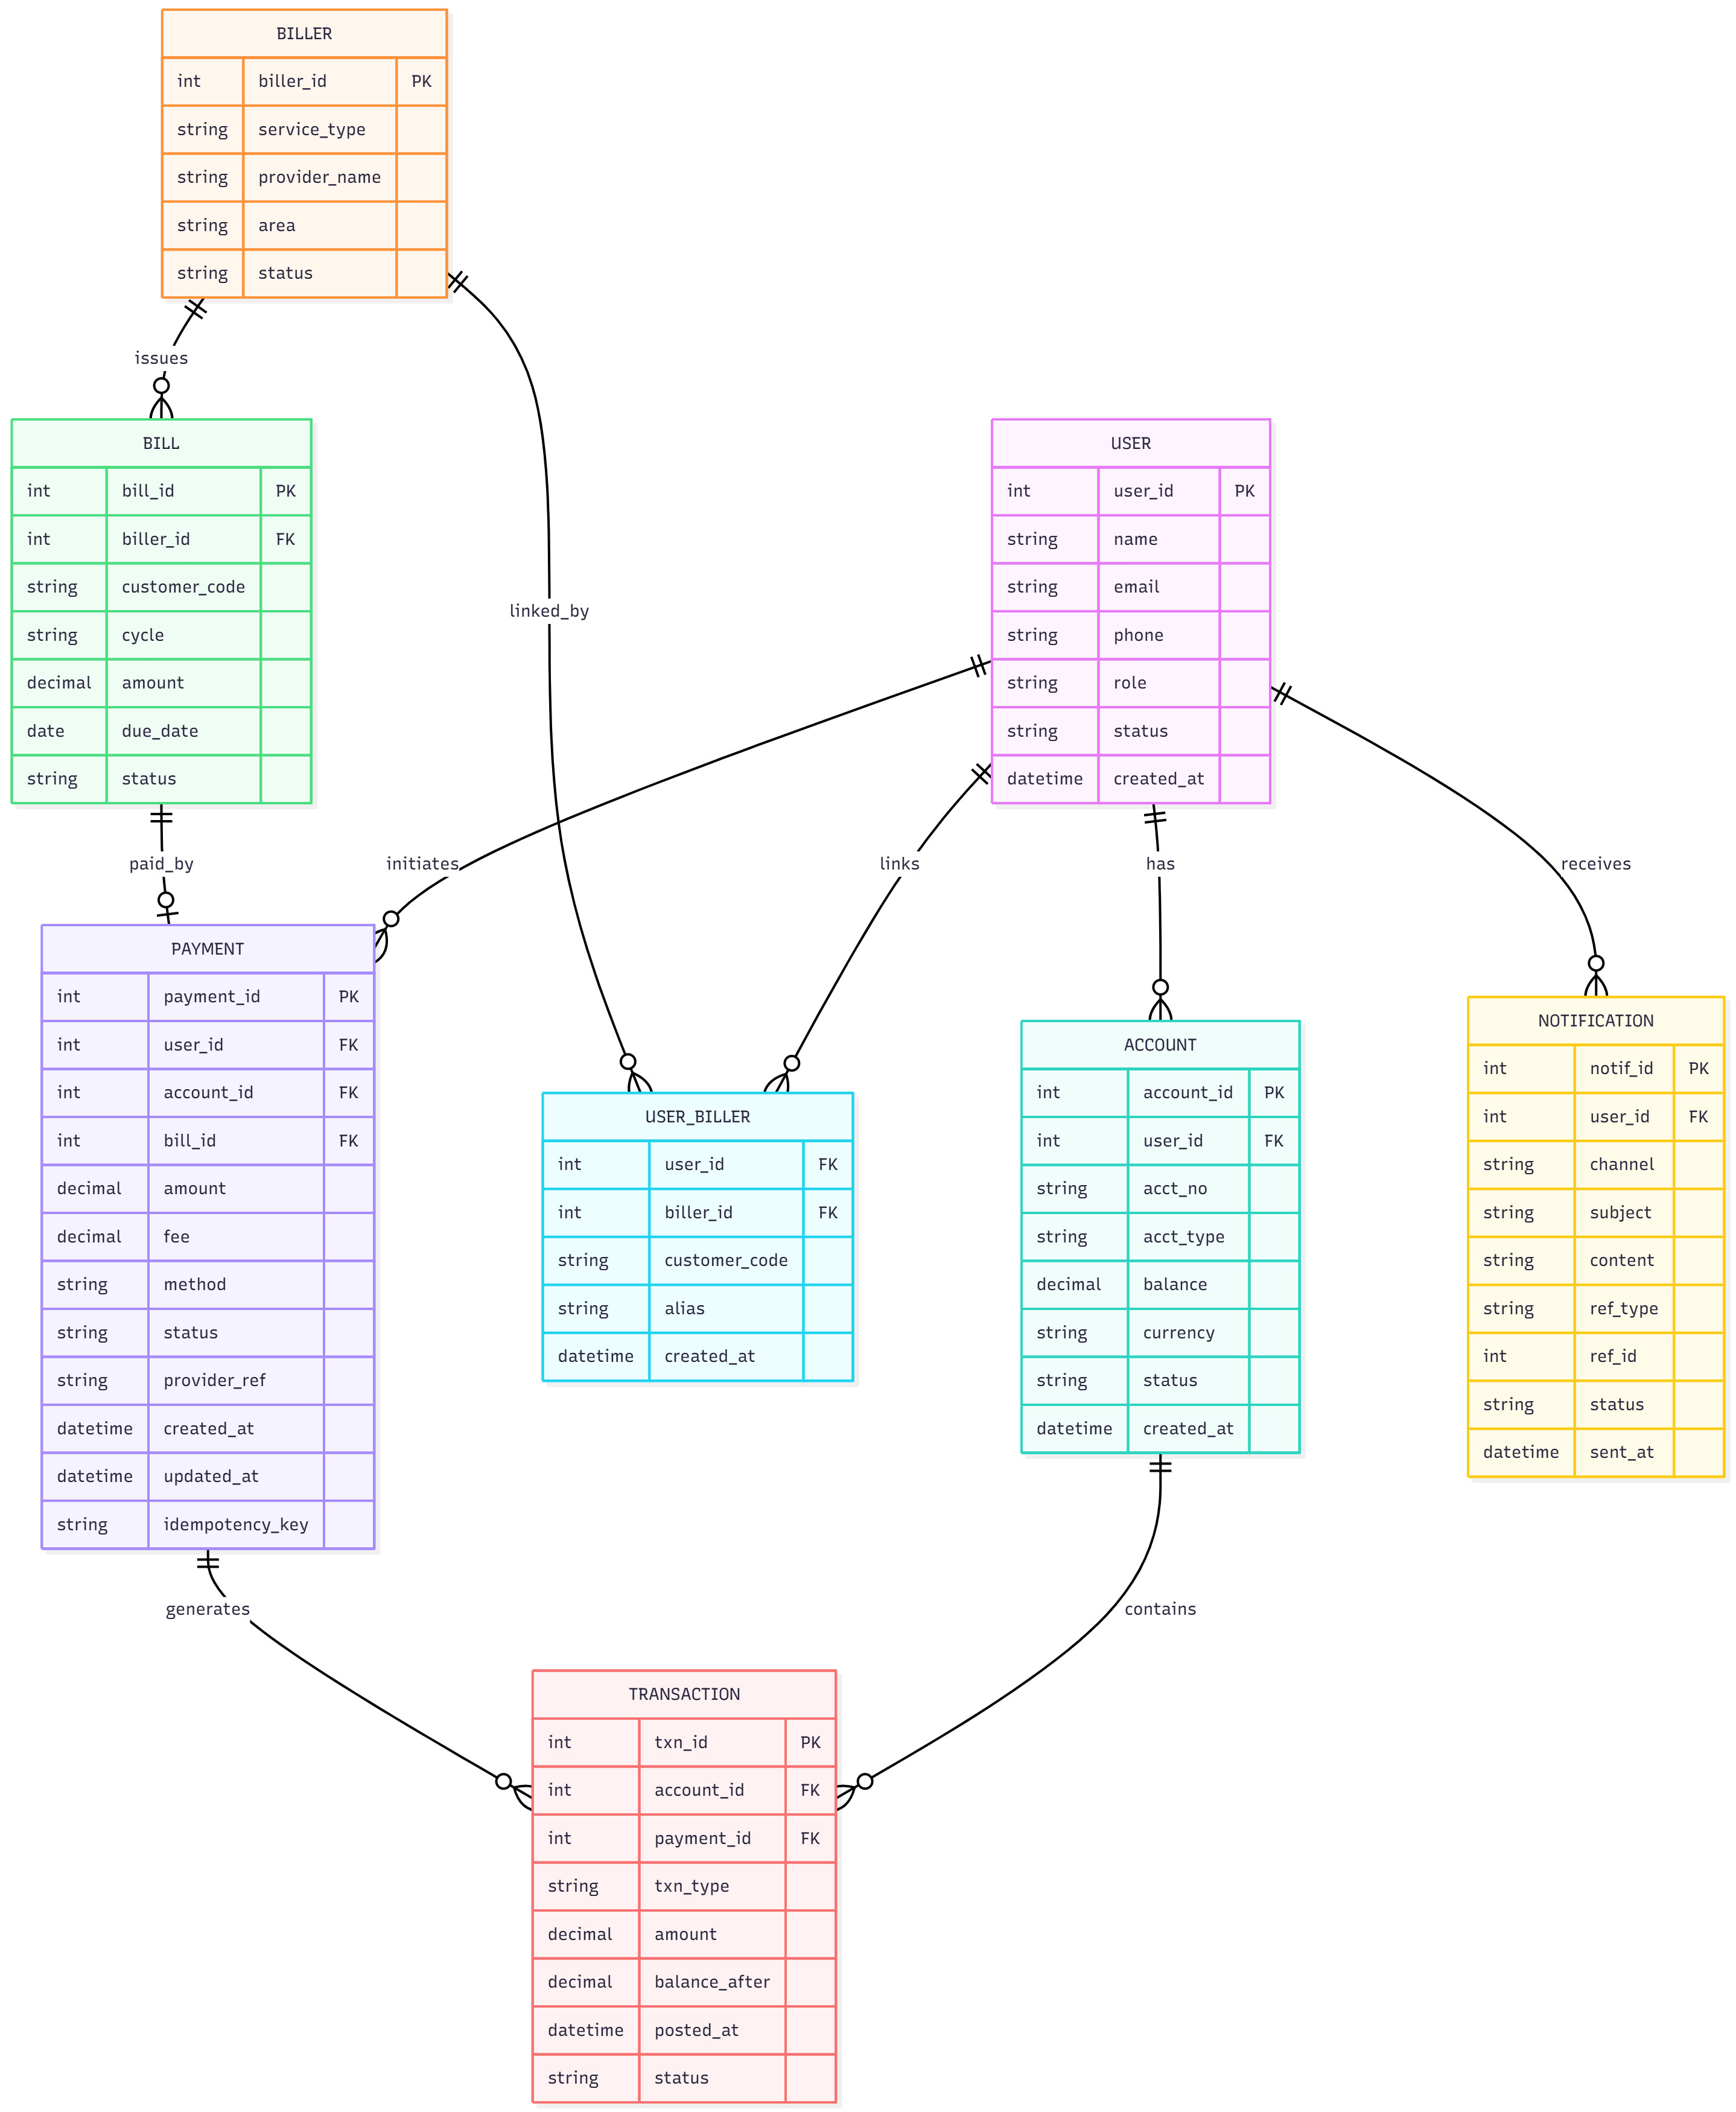 BILLER
int biller_id PK
string service_type
string provider_name
string area
string status
issues
linked_by
BILL
int bill_id PK
int biller_id FK
string customer_code
string cycle
decimal amount
date due_date
string status
USER
int user_id PK
string name
string email
string phone
string role
string status
datetime created_at
paid_by
initiates
links
has
receives
PAYMENT
int payment_id PK
int user_id FK
int account_id FK
int bill_id FK
decimal amount
decimal fee
string method
string status
string provider_ref
datetime created_at
datetime updated_at
string idempotency_key
USER_BILLER
int user_id FK
int biller_id FK
string customer_code
string alias
datetime created_at
ACCOUNT
int account_id PK
int user_id FK
string acct_no
string acct_type
decimal balance
string currency
string status
datetime created_at
NOTIFICATION
int notif_id PK
int user_id FK
string channel
string subject
string content
string ref_type
int ref_id
string status
datetime sent_at
generates
contains
TRANSACTION
int txn_id PK
int account_id FK
int payment_id FK
string txn_type
decimal amount
decimal balance_after
datetime posted_at
string status